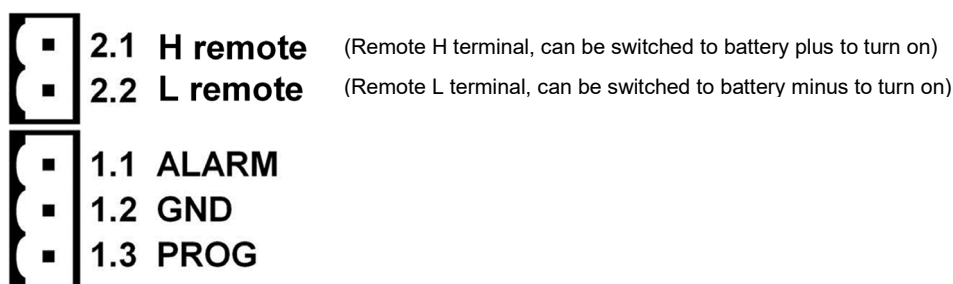 2.1 H remote (Remote H terminal, can be switched to battery plus to turn on)
2.2 L remote (Remote L terminal, can be switched to battery minus to turn on)
1.1 ALARM
1.2 GND
1.3 PROG